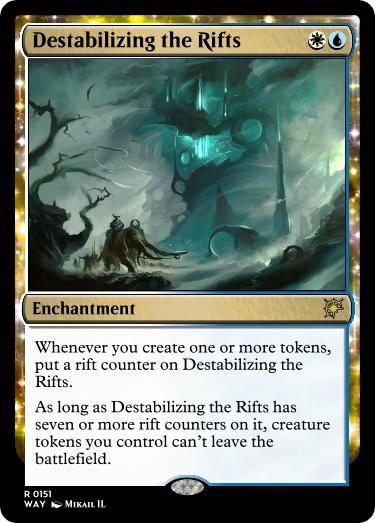 Destabilizing the Rifts
Enchantment
Whenever you create one or more tokens,
put a rift counter on Destabilizing the
Rifts.
As long as Destabilizing the Rifts has
seven or more rift counters on it, creature
tokens you control can't leave the
battlefield.
R 0151
WAY Mikail IL